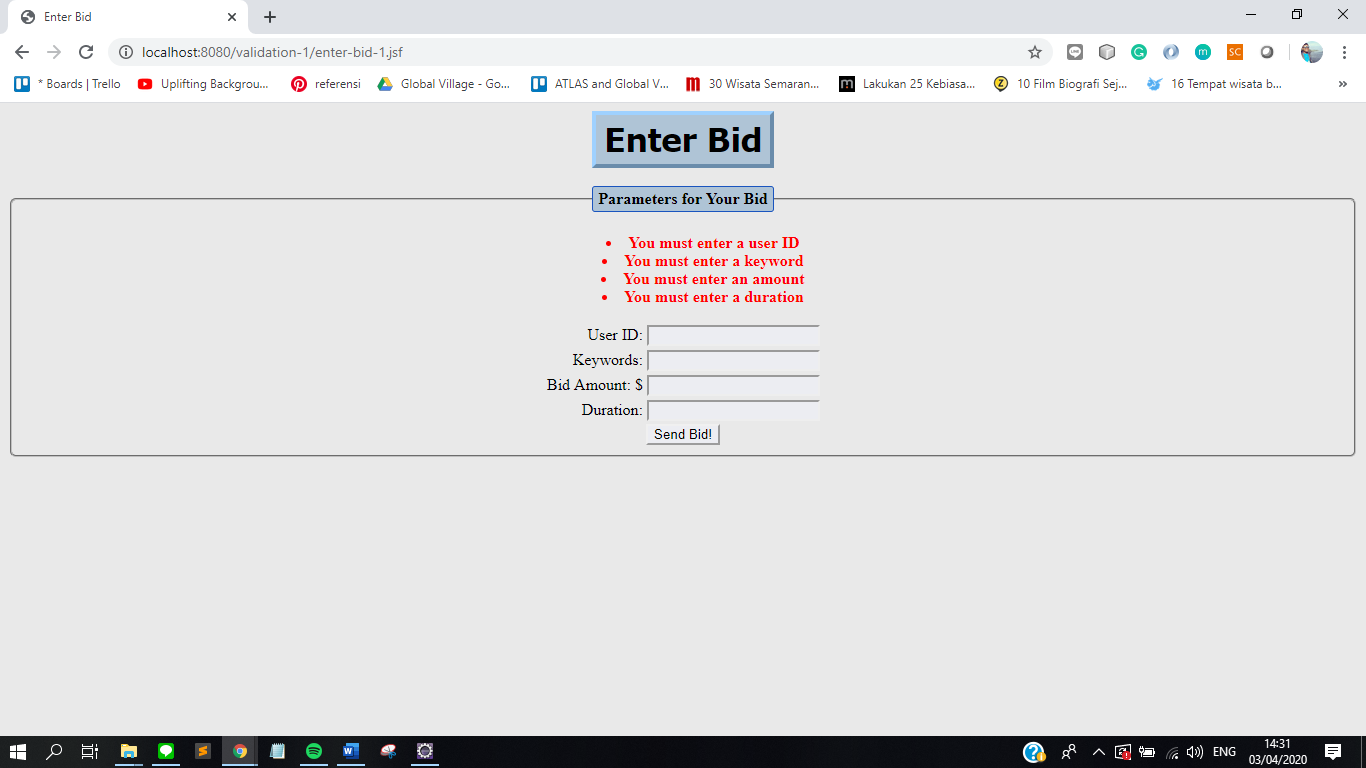 Enter Bid
localhost:8080/validation-1/enter-bid-1.jsf
SC
* Boards | Trello
Uplifting Backgrou...
referensi
Global Village - Go...
ATLAS and Global V...
30 Wisata Semaran...
Lakukan 25 Kebiasa...
10 Film Biografi Sej...
16 Tempat wisata b...
»
Enter Bid
Parameters for Your Bid
• You must enter a user ID
• You must enter a keyword
• You must enter an amount
• You must enter a duration
User ID:
Keywords:
Bid Amount: $
Duration:
Send Bid!
ENG
14:31
03/04/2020